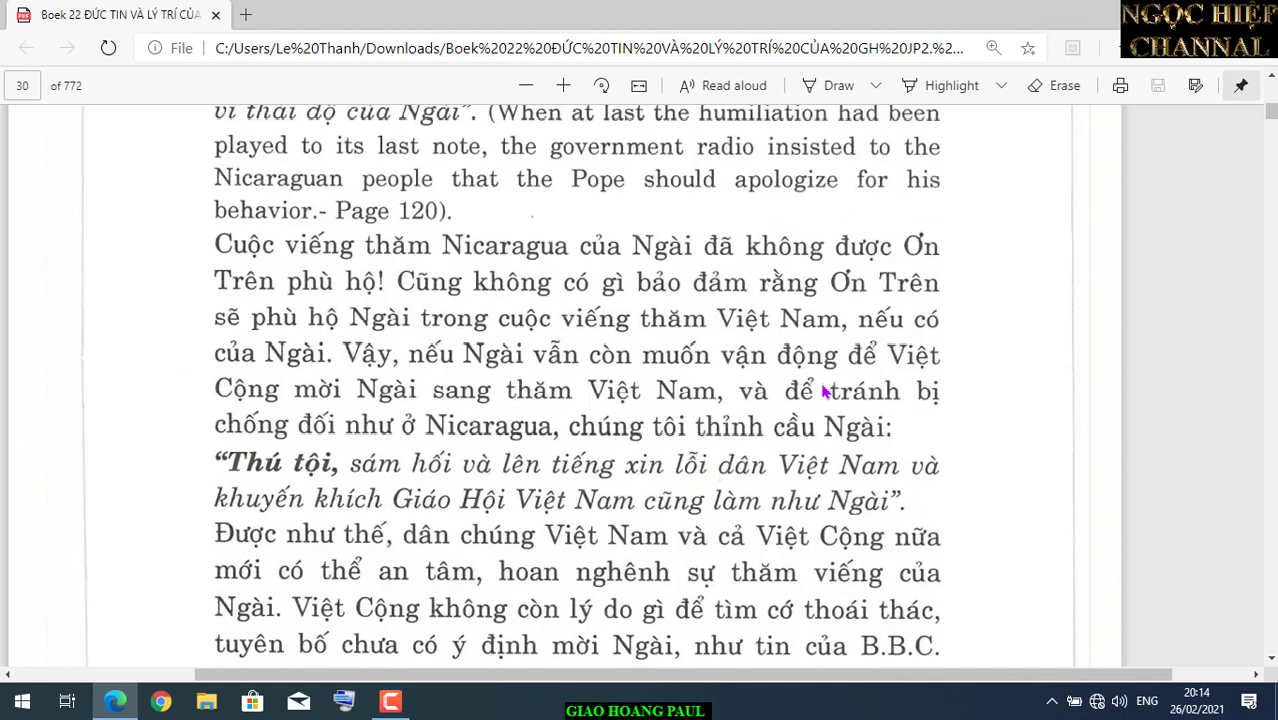 Boek 22 ĐỨC TIN VÀ LÝ TRÍ CỦA
NGỌC HIỆP
CHANNAL
File C:/Users/Le%20Thanh/Downloads/Boek%2022%20ĐỨC%20TIN%20VÀ%20LÝ%20TRÍ%20CỦA%20GH%20JP2.%...
30 of 772 Read aloud Draw Highlight Erase
vì thái độ của Ngài”. (When at last the humiliation had been
played to its last note, the government radio insisted to the
Nicaraguan people that the Pope should apologize for his
behavior.- Page 120).
Cuộc viếng thăm Nicaragua của Ngài đã không được Ơn
Trên phù hộ! Cũng không có gì bảo đảm rằng Ơn Trên
sẽ phù hộ Ngài trong cuộc viếng thăm Việt Nam, nếu có
của Ngài. Vậy, nếu Ngài vẫn còn muốn vận động để Việt
Cộng mời Ngài sang thăm Việt Nam, và để tránh bị
chống đối như ở Nicaragua, chúng tôi thỉnh cầu Ngài:
“Thú tội, sám hối và lên tiếng xin lỗi dân Việt Nam và
khuyến khích Giáo Hội Việt Nam cũng làm như Ngài”.
Được như thế, dân chúng Việt Nam và cả Việt Cộng nữa
mới có thể an tâm, hoan nghênh sự thăm viếng của
Ngài. Việt Cộng không còn lý do gì để tìm cớ thoái thác,
tuyên bố chưa có ý định mời Ngài, như tin của B.B.C.
ENG
20:14
26/02/2021
GIAO HOANG PAUL